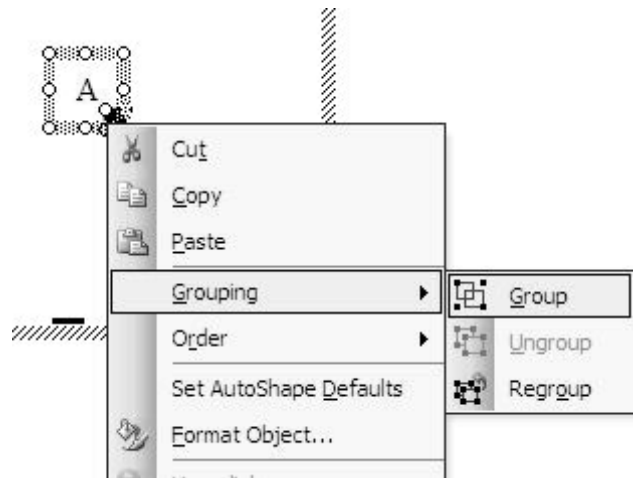 A
Cut
Copy
Paste
Grouping
Group
Order
Ungroup
Set AutoShape Defaults
Regroup
Format Object...